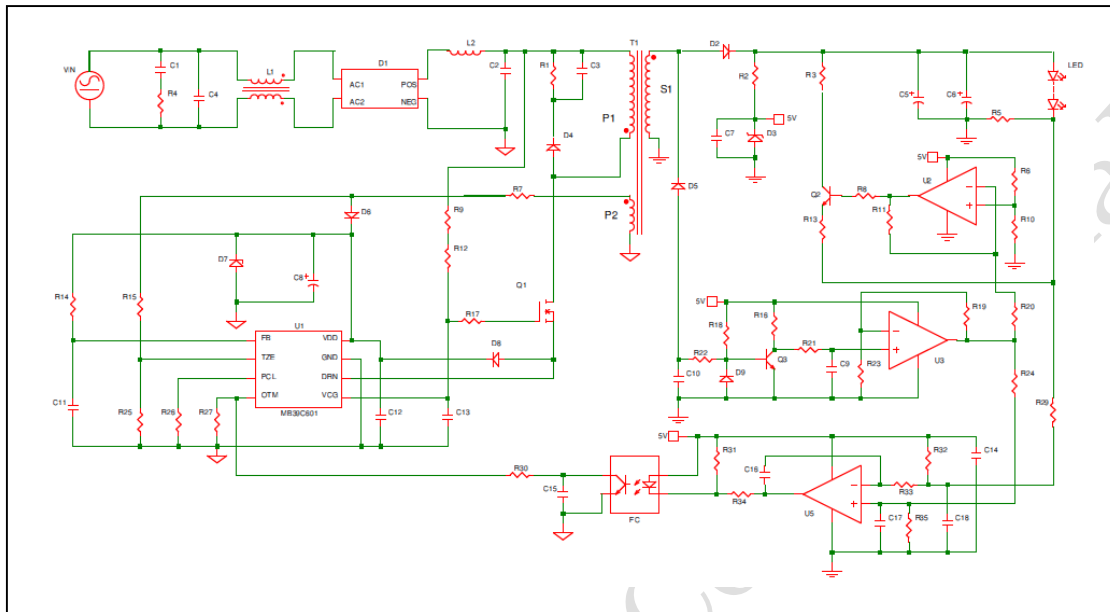 VIN
C1
R4
C4
L1
D1
AC1
POS
AC2
NEG
L2
C2
R1
C3
D4
T1
P1
S1
P2
D2
R2
C7
D3
5V
R3
C5
+
C6
+
R5
LED
D5
Q2
R8
R11
R13
U2
5V
−
+
R6
R10
R7
D6
R9
R12
D7
C8
+
Q1
R14
R15
R17
U1
FB
VDD
TZE
GND
PCL
DRN
OTM
VCG
MB39C601
D8
C11
R25
R26
R27
C12
C13
5V
R18
R16
R22
Q3
R21
D9
C10
C9
R23
−
+
U3
R19
R20
R24
R29
5V
R31
C16
R32
C14
R30
C15
FC
R34
U5
−
+
R33
C17
R35
C18